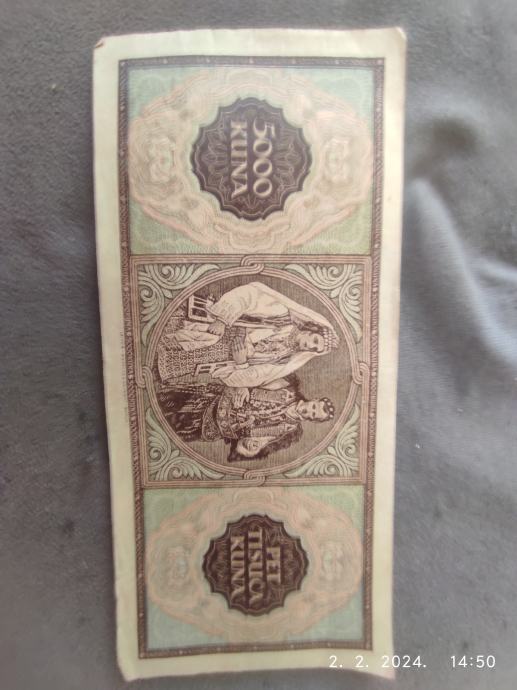 5000
KUNA
PET
TISUĆA
KUNA
2. 2. 2024. 14:50